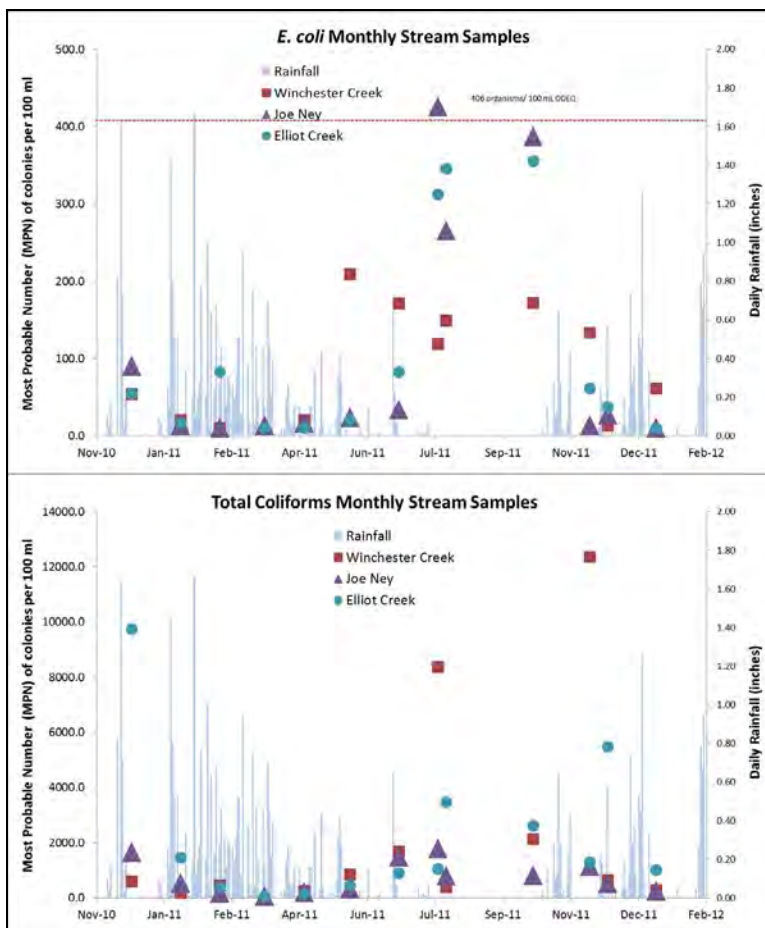 E. coli Monthly Stream Samples
500.0
400.0
300.0
200.0
100.0
0.0
Most Probable Number (MPN) of colonies per 100 ml
Rainfall
Winchester Creek
Joe Ney
Elliot Creek
406 organisms/ 100 mL ODEQ
2.00
1.80
1.60
1.40
1.20
1.00
0.80
0.60
0.40
0.20
0.00
Daily Rainfall (inches)
Nov-10 Jan-11 Feb-11 Apr-11 Jun-11 Jul-11 Sep-11 Nov-11 Dec-11 Feb-12
Total Coliforms Monthly Stream Samples
14000.0
12000.0
10000.0
8000.0
6000.0
4000.0
2000.0
0.0
Most Probable Number (MPN) of colonies per 100 ml
Rainfall
Winchester Creek
Joe Ney
Elliot Creek
2.00
1.80
1.60
1.40
1.20
1.00
0.80
0.60
0.40
0.20
0.00
Daily Rainfall (inches)
Nov-10 Jan-11 Feb-11 Apr-11 Jun-11 Jul-11 Sep-11 Nov-11 Dec-11 Feb-12